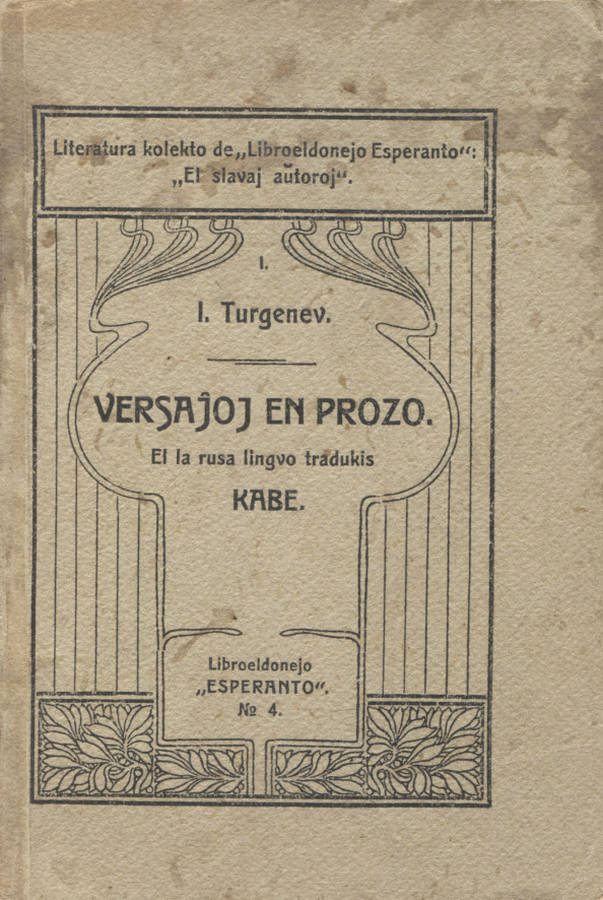 Literatura kolekto de „Libroeldonejo Esperanto“:
„El slavaj aŭtoroj“.
I.
I. Turgenev.
VERSAĴOJ EN PROZO.
El la rusa lingvo tradukis
KABE.
Libroeldonejo
„ESPERANTO“.
№ 4.